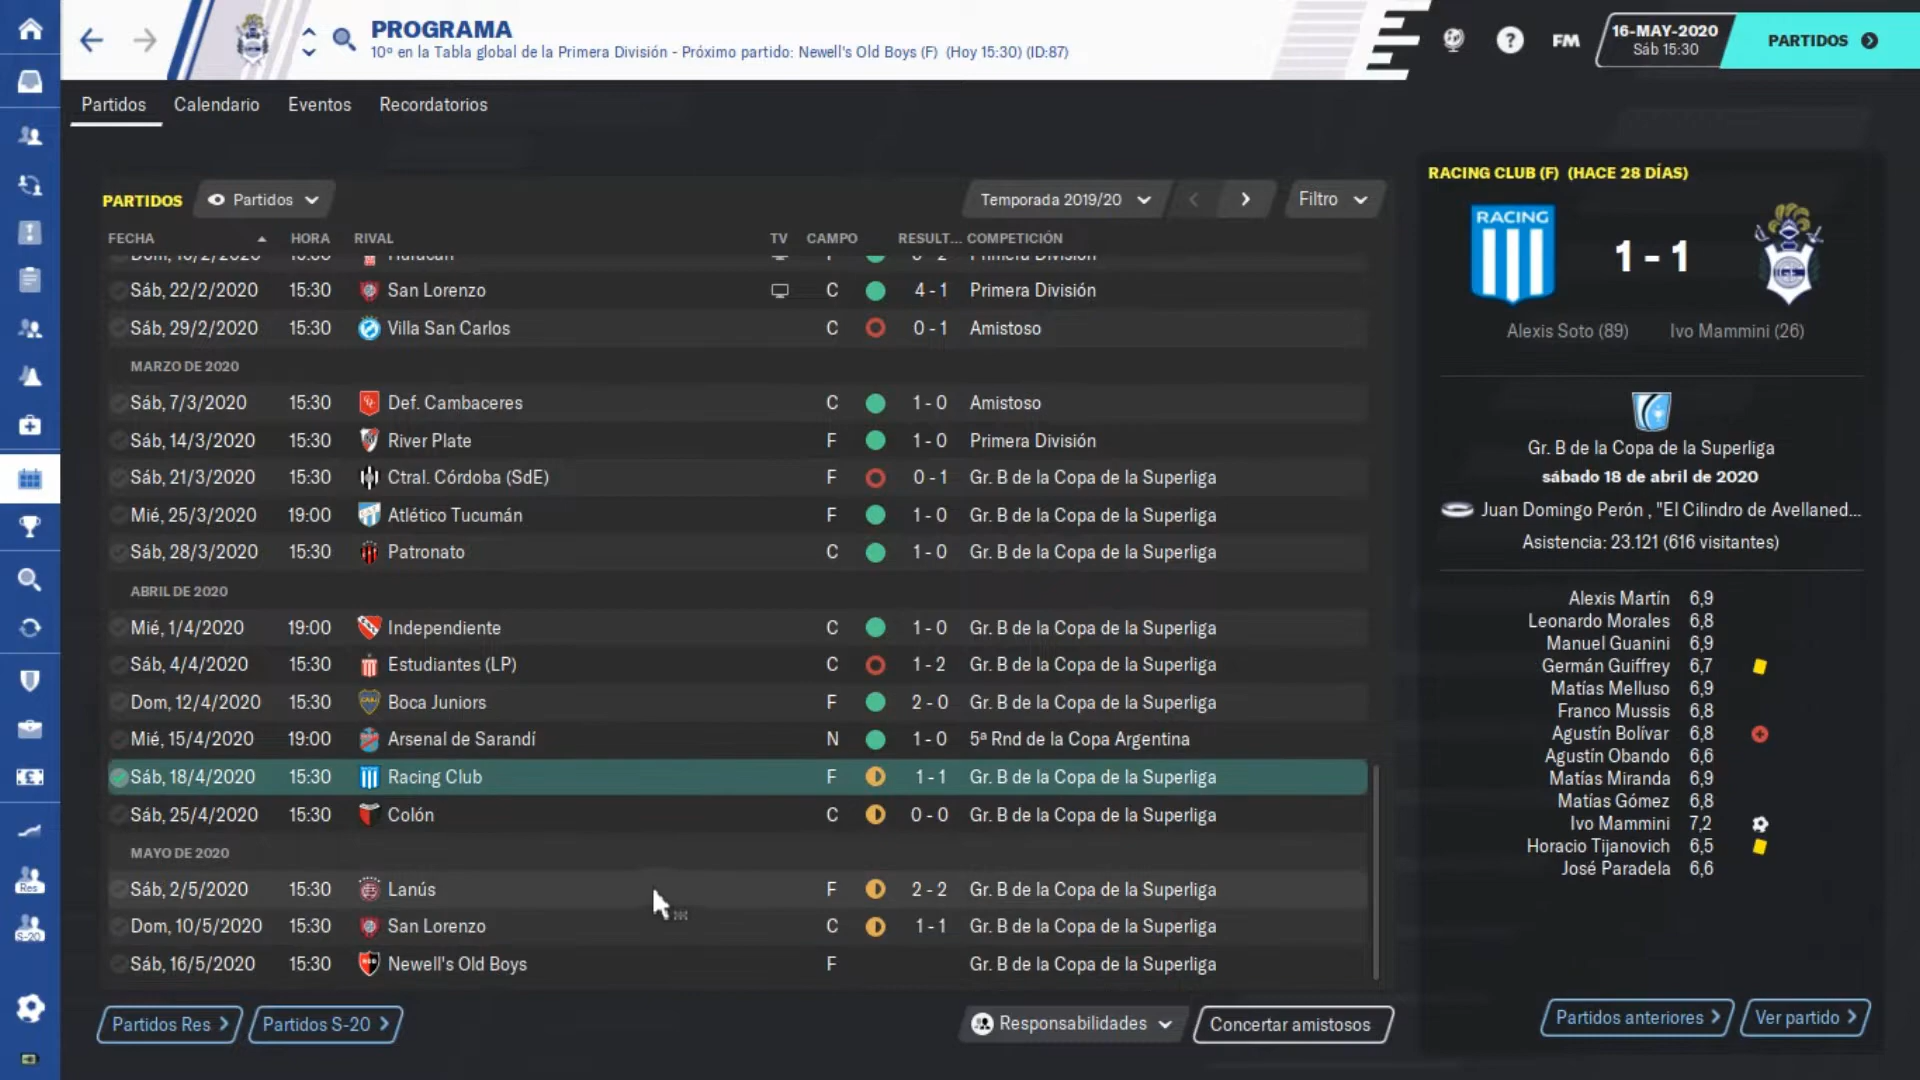 PROGRAMA
10º en la Tabla global de la Primera División - Próximo partido: Newell's Old Boys (F) (Hoy 15:30) (ID:87)
FM
16-MAY-2020
Sáb 15:30
PARTIDOS
Partidos Calendario Eventos Recordatorios
PARTIDOS Partidos Temporada 2019/20 Filtro
FECHA HORA RIVAL TV CAMPO RESULT... COMPETICIÓN
Sáb, 22/2/2020 15:30 San Lorenzo C 4 - 1 Primera División
Sáb, 29/2/2020 15:30 Villa San Carlos C 0 - 1 Amistoso
MARZO DE 2020
Sáb, 7/3/2020 15:30 Def. Cambaceres C 1 - 0 Amistoso
Sáb, 14/3/2020 15:30 River Plate F 1 - 0 Primera División
Sáb, 21/3/2020 15:30 Ctral. Córdoba (SdE) F 0 - 1 Gr. B de la Copa de la Superliga
Mié, 25/3/2020 19:00 Atlético Tucumán F 1 - 0 Gr. B de la Copa de la Superliga
Sáb, 28/3/2020 15:30 Patronato C 1 - 0 Gr. B de la Copa de la Superliga
ABRIL DE 2020
Mié, 1/4/2020 19:00 Independiente C 1 - 0 Gr. B de la Copa de la Superliga
Sáb, 4/4/2020 15:30 Estudiantes (LP) C 1 - 2 Gr. B de la Copa de la Superliga
Dom, 12/4/2020 15:30 Boca Juniors F 2 - 0 Gr. B de la Copa de la Superliga
Mié, 15/4/2020 19:00 Arsenal de Sarandí N 1 - 0 5ª Rnd de la Copa Argentina
Sáb, 18/4/2020 15:30 Racing Club F 1 - 1 Gr. B de la Copa de la Superliga
Sáb, 25/4/2020 15:30 Colón C 0 - 0 Gr. B de la Copa de la Superliga
MAYO DE 2020
Sáb, 2/5/2020 15:30 Lanús F 2 - 2 Gr. B de la Copa de la Superliga
Dom, 10/5/2020 15:30 San Lorenzo C 1 - 1 Gr. B de la Copa de la Superliga
Sáb, 16/5/2020 15:30 Newell's Old Boys F Gr. B de la Copa de la Superliga
Partidos Res Partidos S-20 Responsabilidades Concertar amistosos
RACING CLUB (F) (HACE 28 DÍAS)
RACING
1 - 1
Alexis Soto (89) Ivo Mammini (26)
Gr. B de la Copa de la Superliga
sábado 18 de abril de 2020
Juan Domingo Perón , "El Cilindro de Avellaned...
Asistencia: 23.121 (616 visitantes)
Alexis Martín 6,9
Leonardo Morales 6,8
Manuel Guanini 6,9
Germán Guiffrey 6,7
Matías Melluso 6,9
Franco Mussis 6,8
Agustín Bolívar 6,8
Agustín Obando 6,6
Matías Miranda 6,9
Matías Gómez 6,8
Ivo Mammini 7,2
Horacio Tijanovich 6,5
José Paradela 6,6
Partidos anteriores Ver partido
Res
S-20